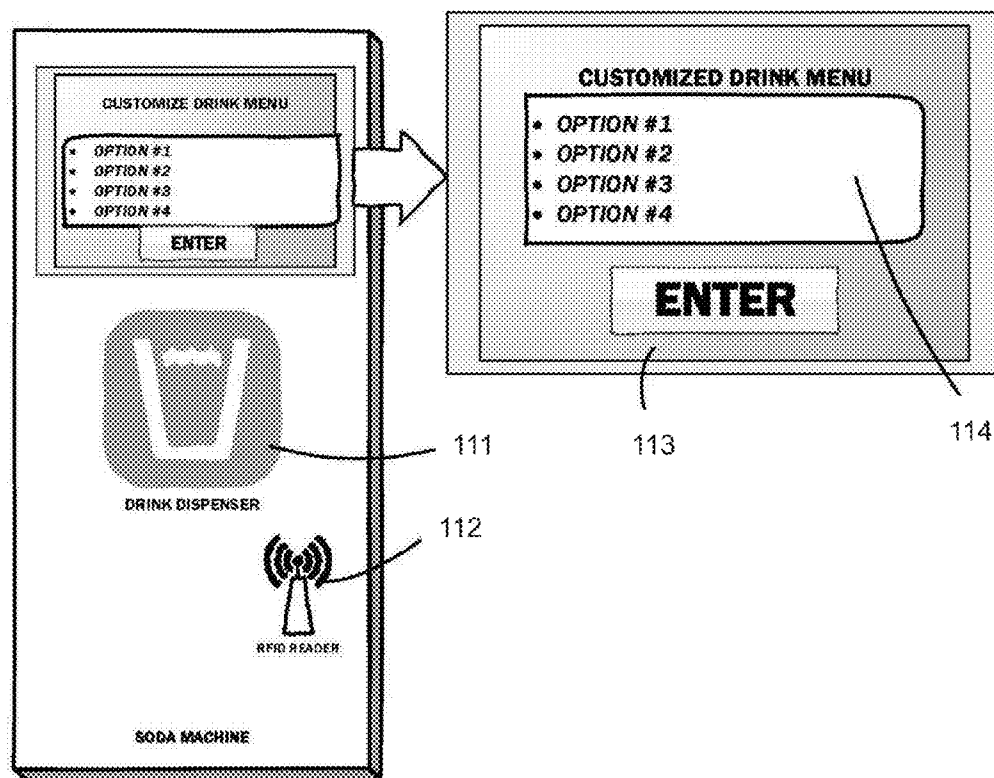 CUSTOMIZE DRINK MENU
• OPTION #1
• OPTION #2
• OPTION #3
• OPTION #4
ENTER
DRINK DISPENSER
RFID READER
SODA MACHINE
CUSTOMIZED DRINK MENU
• OPTION #1
• OPTION #2
• OPTION #3
• OPTION #4
ENTER
113
114
111
112